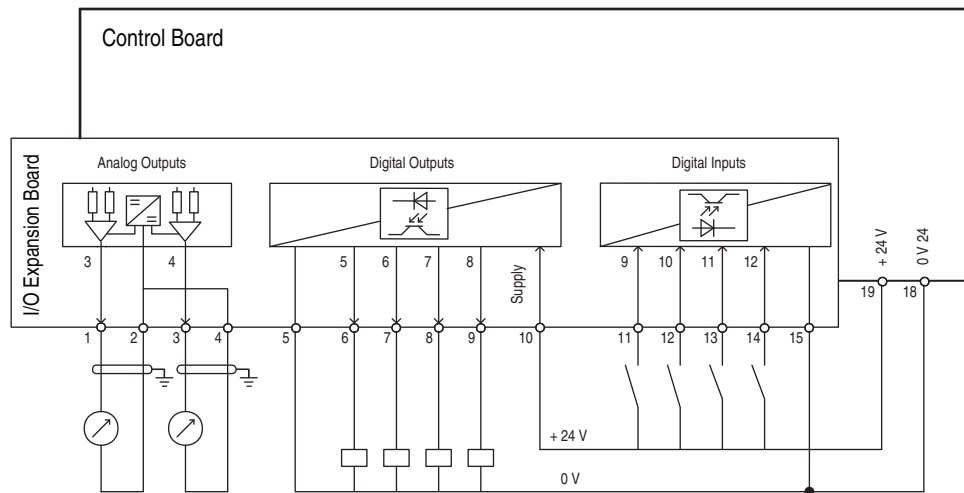 Control Board
I/O Expansion Board
Analog Outputs
Digital Outputs
Digital Inputs
3 4 5 6 7 8 Supply 9 10 11 12
+ 24 V
0 V 24
19 18
1 2 3 4 5 6 7 8 9 10 11 12 13 14 15
+ 24 V
0 V